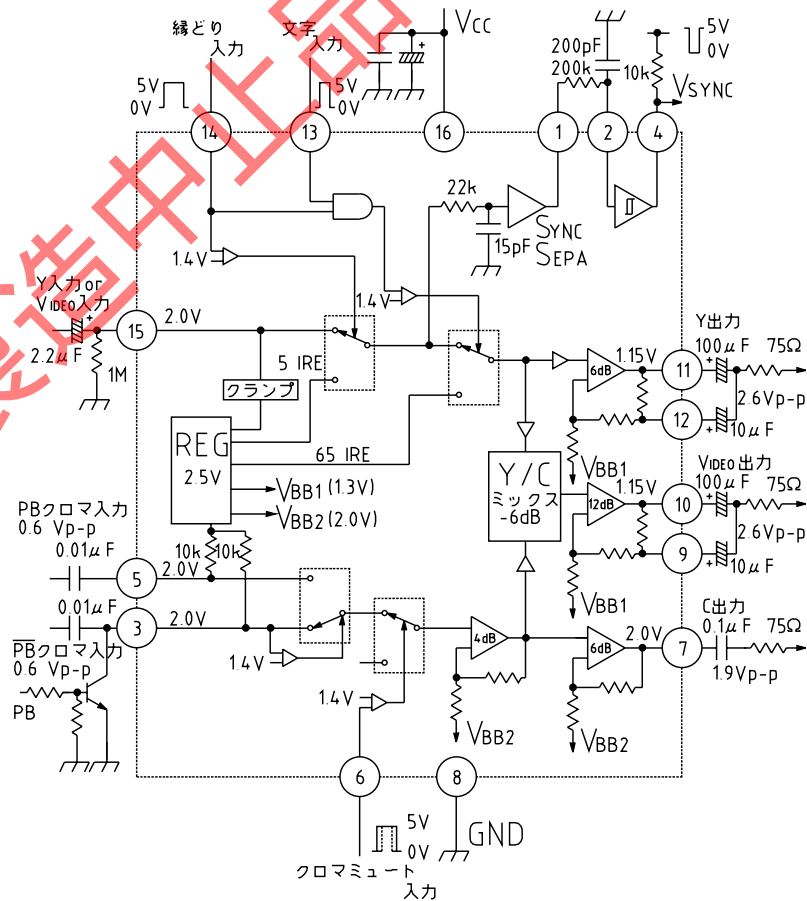 製造中止品
縁どり
入力
文字
入力
VCC
+
5V
0V
5V
0V
200pF
200k
10k
5V
0V
VSYNC
14
13
16
1
2
4
22k
15pF
SYNC
SEPA
1.4V
1.4V
Y入力or
VIDEO入力
+
2.2μF
1M
15
2.0V
5 IRE
クランプ
REG
2.5V
65 IRE
VBB1 (1.3V)
VBB2 (2.0V)
6dB
1.15V
11
12
Y出力
100μF
75Ω
+
2.6Vp-p
+
10μF
VBB1
Y/C
ミックス
-6dB
12dB
1.15V
10
9
VIDEO出力
100μF
75Ω
+
2.6Vp-p
+
10μF
VBB1
PBクロマ入力
0.6 Vp-p
0.01μF
5
2.0V
10k
10k
0.01μF
3
2.0V
PBクロマ入力
0.6 Vp-p
PB
1.4V
1.4V
4dB
VBB2
6dB
2.0V
7
C出力
0.1μF
75Ω
1.9Vp-p
VBB2
6
8
5V
0V
GND
クロマミュート
入力